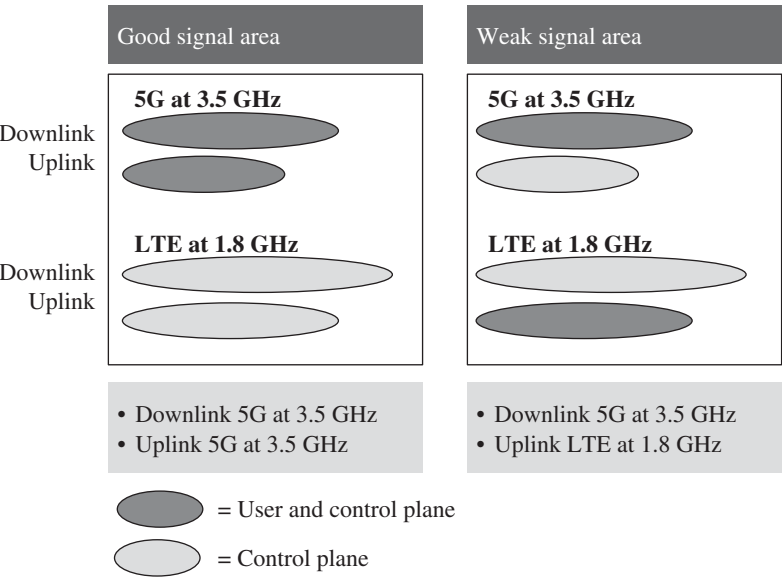 Good signal area
Weak signal area
5G at 3.5 GHz
5G at 3.5 GHz
Downlink
Uplink
LTE at 1.8 GHz
LTE at 1.8 GHz
Downlink
Uplink
• Downlink 5G at 3.5 GHz
• Uplink 5G at 3.5 GHz
• Downlink 5G at 3.5 GHz
• Uplink LTE at 1.8 GHz
= User and control plane
= Control plane